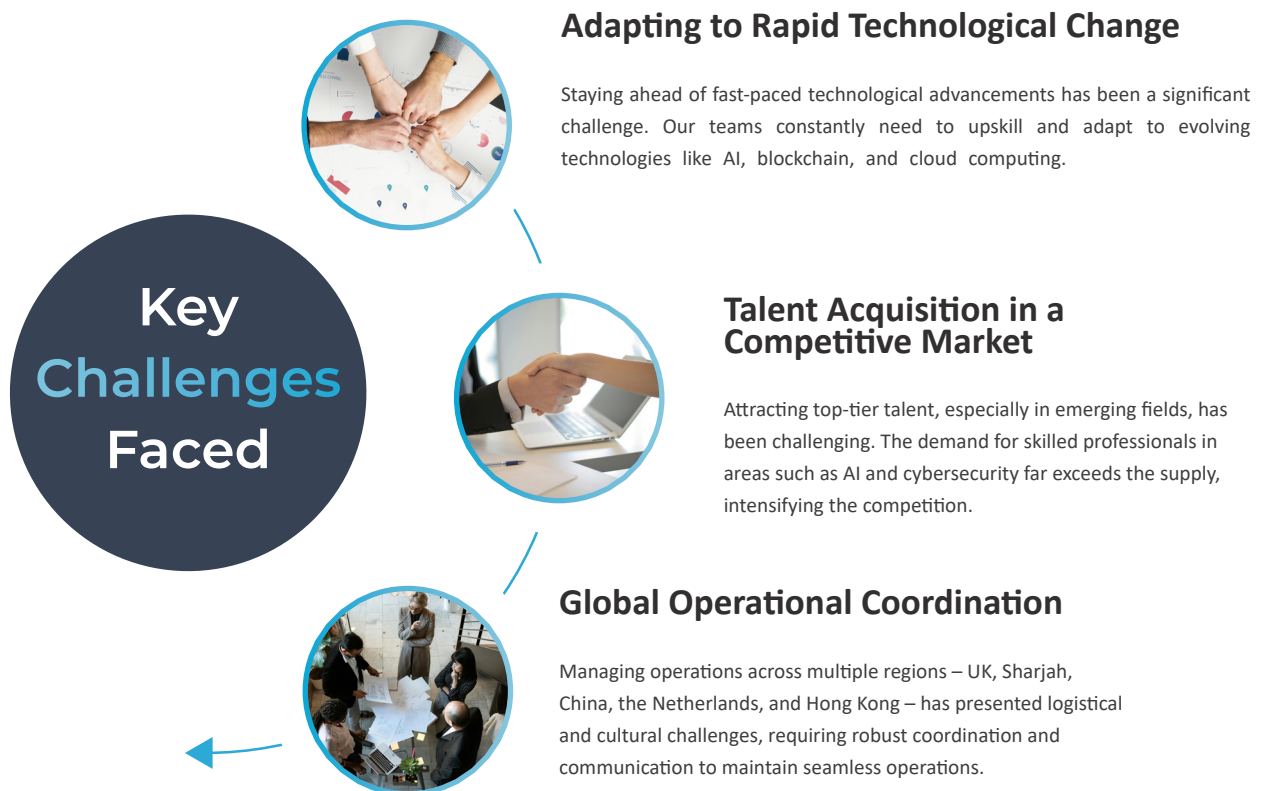 Adapting to Rapid Technological Change
Staying ahead of fast-paced technological advancements has been a significant
challenge. Our teams constantly need to upskill and adapt to evolving
technologies like AI, blockchain, and cloud computing.
Key
Challenges
Faced
Talent Acquisition in a
Competitive Market
Attracting top-tier talent, especially in emerging fields, has
been challenging. The demand for skilled professionals in
areas such as AI and cybersecurity far exceeds the supply,
intensifying the competition.
Global Operational Coordination
Managing operations across multiple regions – UK, Sharjah,
China, the Netherlands, and Hong Kong – has presented logistical
and cultural challenges, requiring robust coordination and
communication to maintain seamless operations.